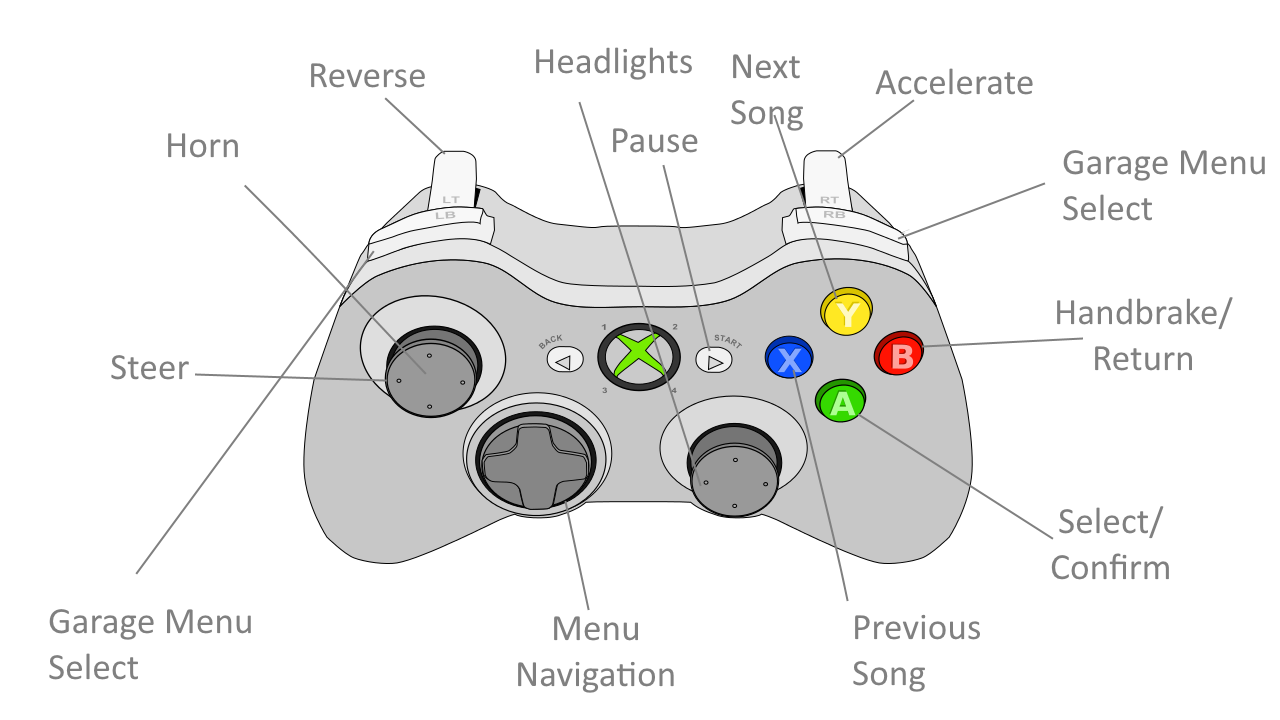 Headlights
Next
Song
Reverse
Accelerate
Pause
Horn
Garage Menu
Select
LT
LB
RT
RB
Y
Handbrake/
Return
1
2
BACK
START
X
B
Steer
3
4
A
Select/
Confirm
Garage Menu
Select
Menu
Navigation
Previous
Song